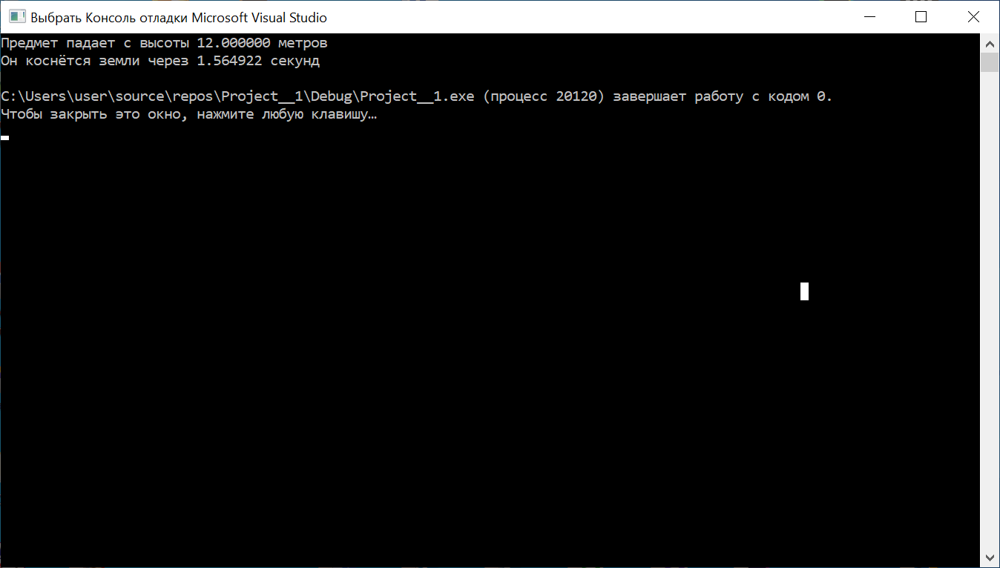 Выбрать Консоль отладки Microsoft Visual Studio
Предмет падает с высоты 12.000000 метров
Он коснётся земли через 1.564922 секунд
C:\Users\user\source\repos\Project__1\Debug\Project__1.exe (процесс 20120) завершает работу с кодом 0.
Чтобы закрыть это окно, нажмите любую клавишу…